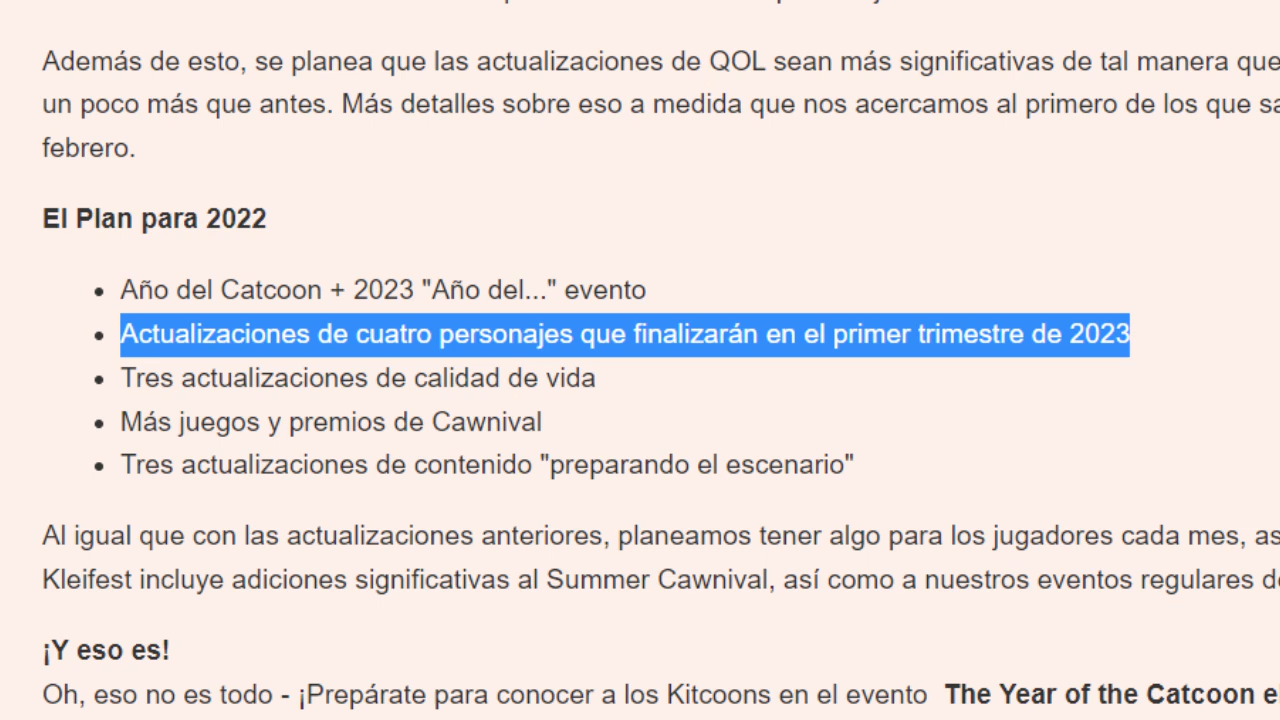 Además de esto, se planea que las actualizaciones de QOL sean más significativas de tal manera que
un poco más que antes. Más detalles sobre eso a medida que nos acercamos al primero de los que
febrero.
El Plan para 2022
Año del Catcoon + 2023 "Año del..." evento
Actualizaciones de cuatro personajes que finalizarán en el primer trimestre de 2023
Tres actualizaciones de calidad de vida
Más juegos y premios de Cawnival
Tres actualizaciones de contenido "preparando el escenario"
Al igual que con las actualizaciones anteriores, planeamos tener algo para los jugadores cada mes,
Kleifest incluye adiciones significativas al Summer Cawnival, así como a nuestros eventos regulares
¡Y eso es!
Oh, eso no es todo - ¡Prepárate para conocer a los Kitcoons en el evento The Year of the Catcoon